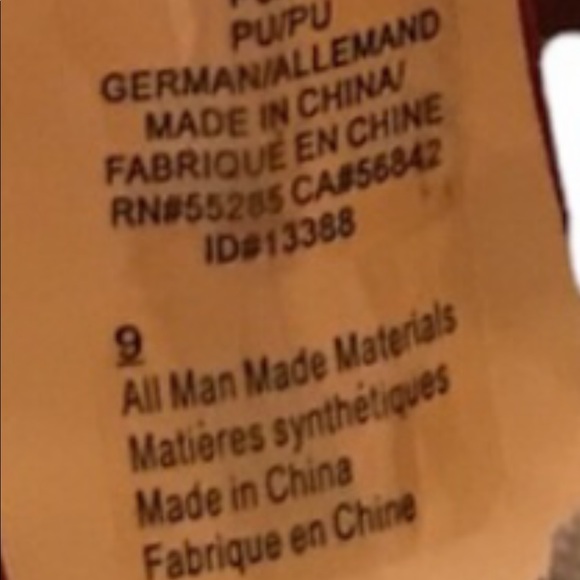 PU/PU
GERMAN/ALLEMAND
MADE IN CHINA/
FABRIQUÉ EN CHINE
RN#55285 CA#56842
ID#13388
9
All Man Made Materials
Matières synthétiques
Made in China
Fabrique en Chine